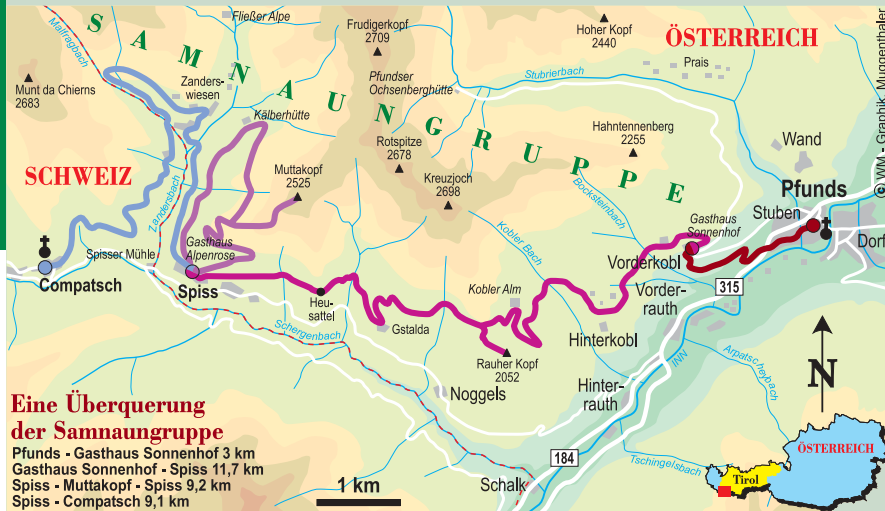 SAMNAUNGRUPPE
Malfragbach
Fließer Alpe
Frudigerkopf
2709
Hoher Kopf
2440
ÖSTERREICH
Prais
Munt da Chierns
2683
Zanders-
wiesen
Pfundser
Ochsenberghütte
Stubrierbach
Kälberhütte
Rotspitze
2678
Hahntennenberg
2255
Wand
SCHWEIZ
Muttakopf
2525
Kreuzjoch
2698
Bocksteinbach
Pfunds
Stuben
Zandersbach
Gasthaus
Sonnenhof
Dorf
Spisser Mühle
Gasthaus
Alpenrose
Kobler Bach
Vorderkobl
Compatsch
Spiss
Heu-
sattel
Kobler Alm
Vorder-
rauth
315
Schergenbach
Gstalda
Hinterkobl
Rauher Kopf
2052
INN
Arpatscheybach
N
Noggels
Hinter-
rauth
Eine Überquerung
der Samnaungruppe
Pfunds - Gasthaus Sonnenhof 3 km
Gasthaus Sonnenhof - Spiss 11,7 km
Spiss - Muttakopf - Spiss 9,2 km
Spiss - Compatsch 9,1 km
1 km
Schalk
184
Tschingelsbach
ÖSTERREICH
Tirol
© WM - Graphik Muggenthaler